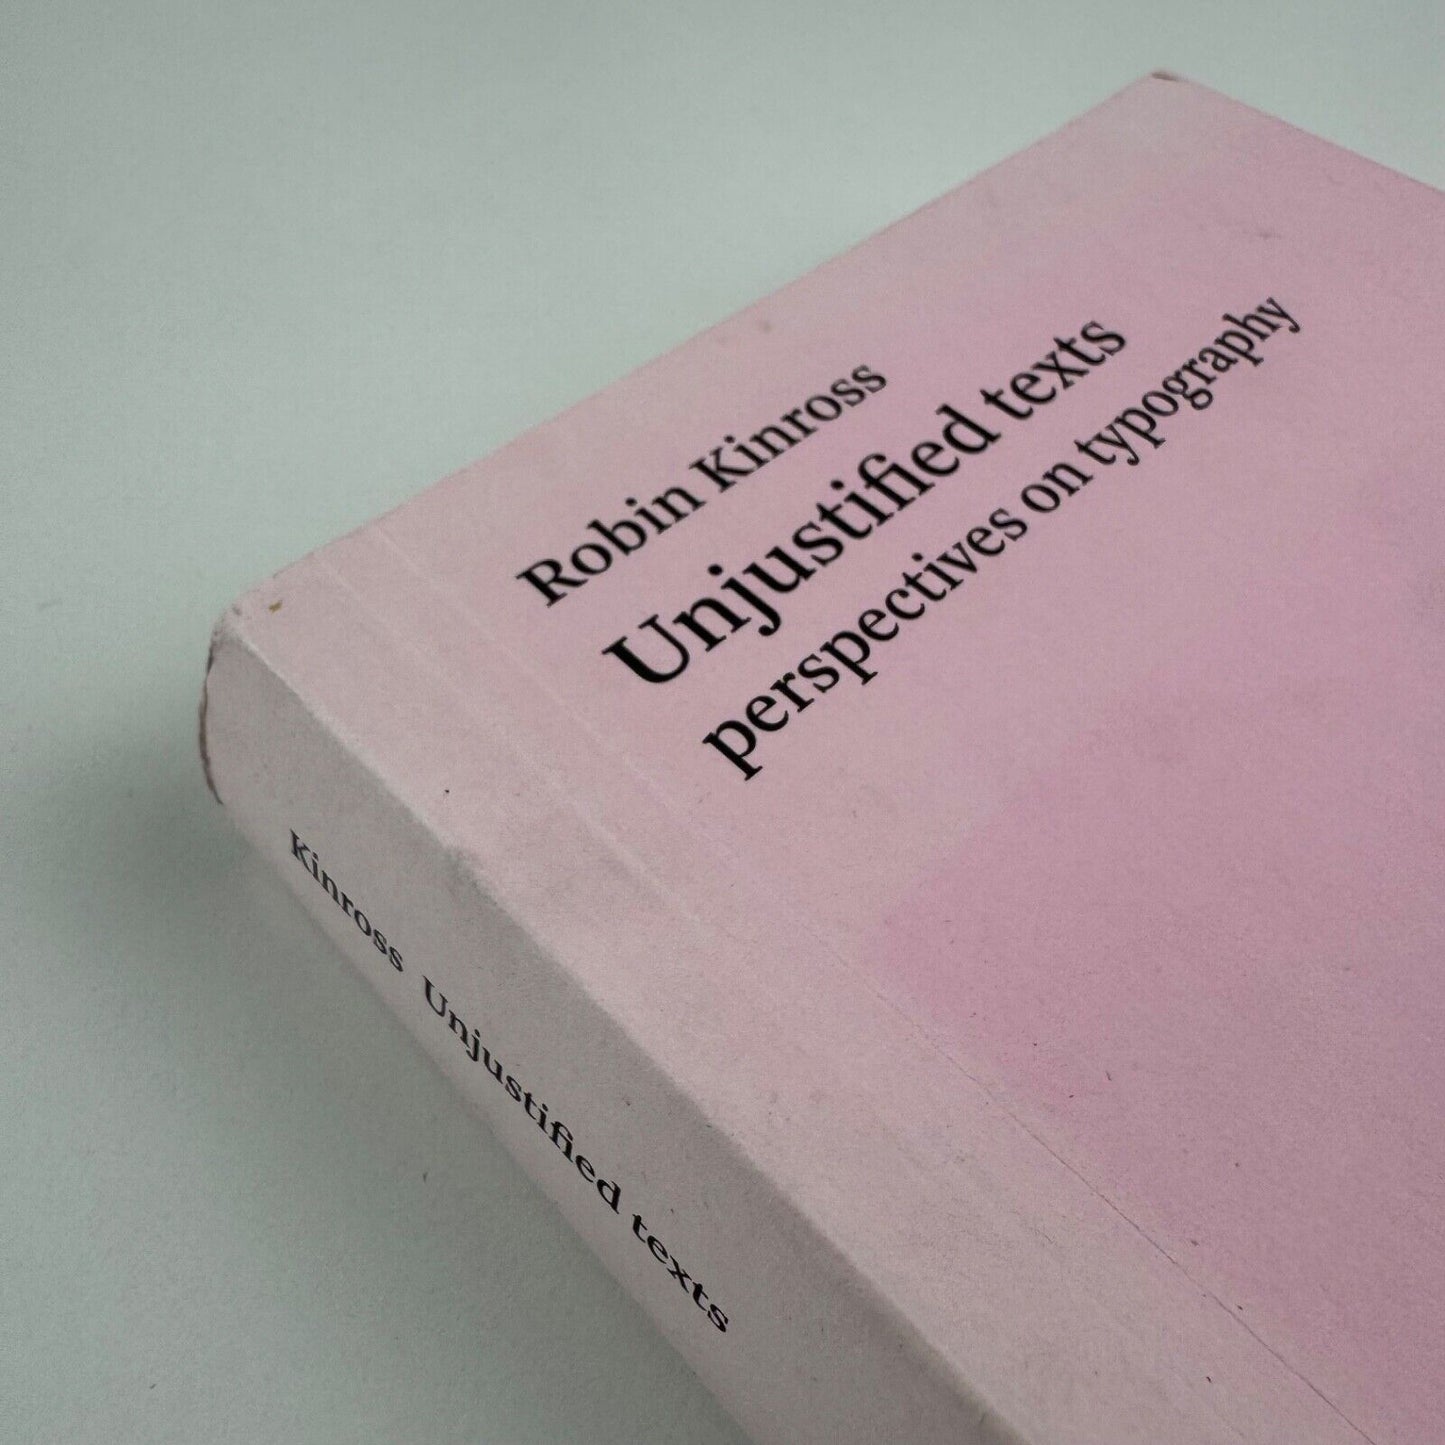 Robin Kinross
Unjustified texts
perspectives on typography
Kinross Unjustified texts